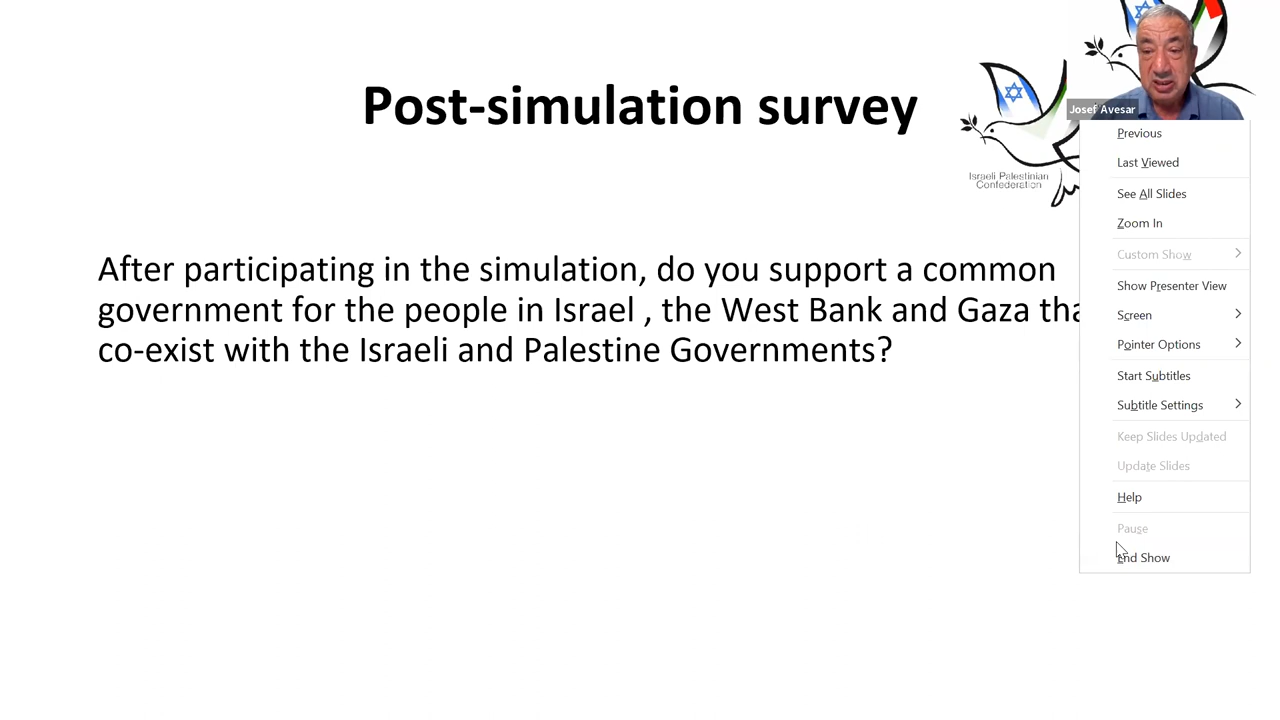 Post-simulation survey
Josef Avesar
Israeli Palestinian
Confederation
After participating in the simulation, do you support a common
government for the people in Israel , the West Bank and Gaza
co-exist with the Israeli and Palestine Governments?
Previous
Last Viewed
See All Slides
Zoom In
Custom Show
Show Presenter View
Screen
Pointer Options
Start Subtitles
Subtitle Settings
Keep Slides Updated
Update Slides
Help
Pause
End Show